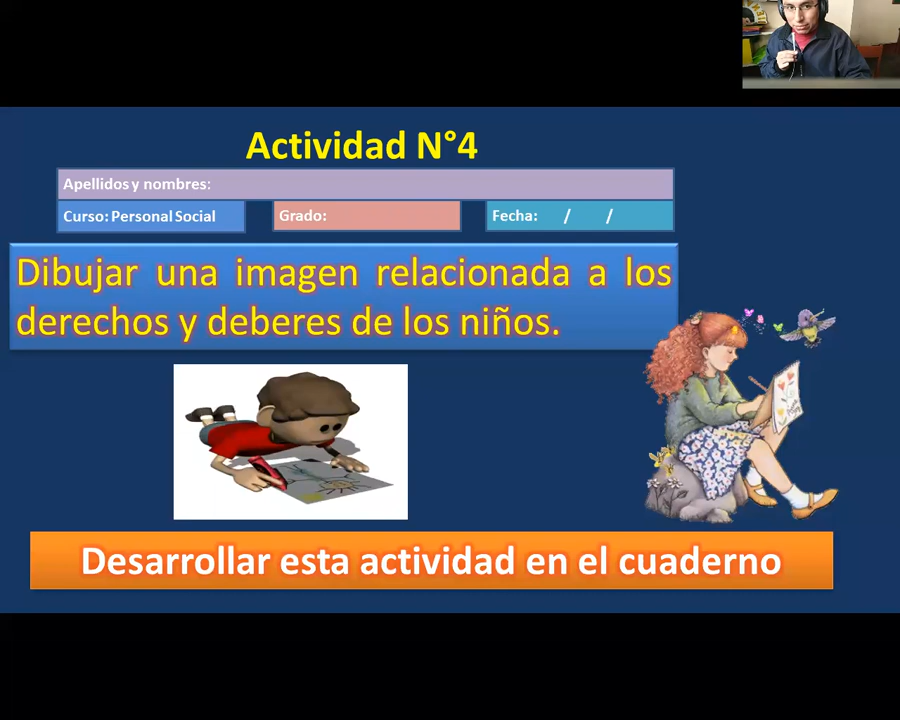 Actividad N°4
Apellidos y nombres:
Curso: Personal Social
Grado:
Fecha: / /
Dibujar una imagen relacionada a los
derechos y deberes de los niños.
Desarrollar esta actividad en el cuaderno